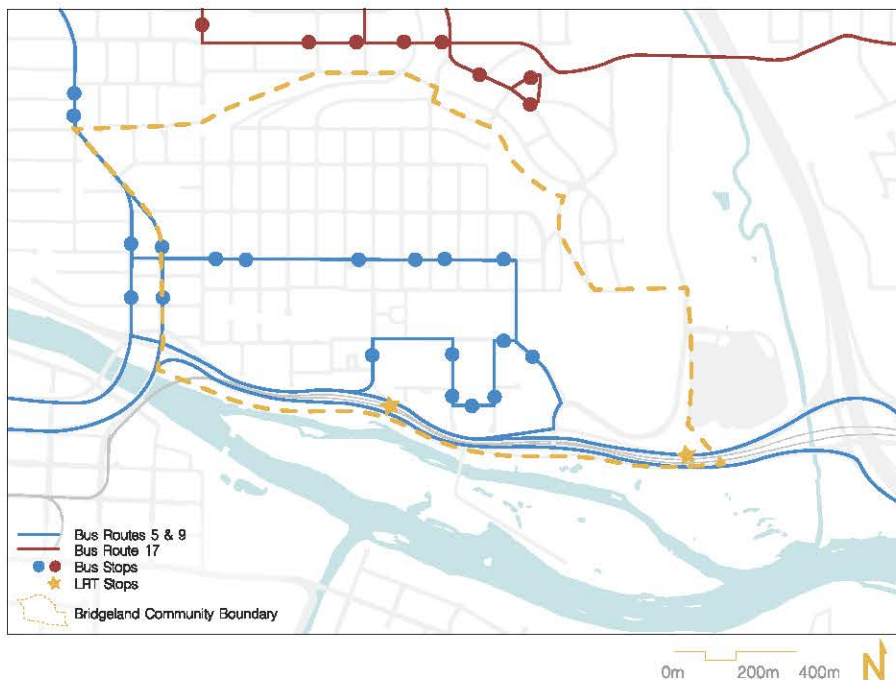 Bus Routes 5 & 9
Bus Route 17
Bus Stops
LRT Stops
Bridgeland Community Boundary
0m 200m 400m N